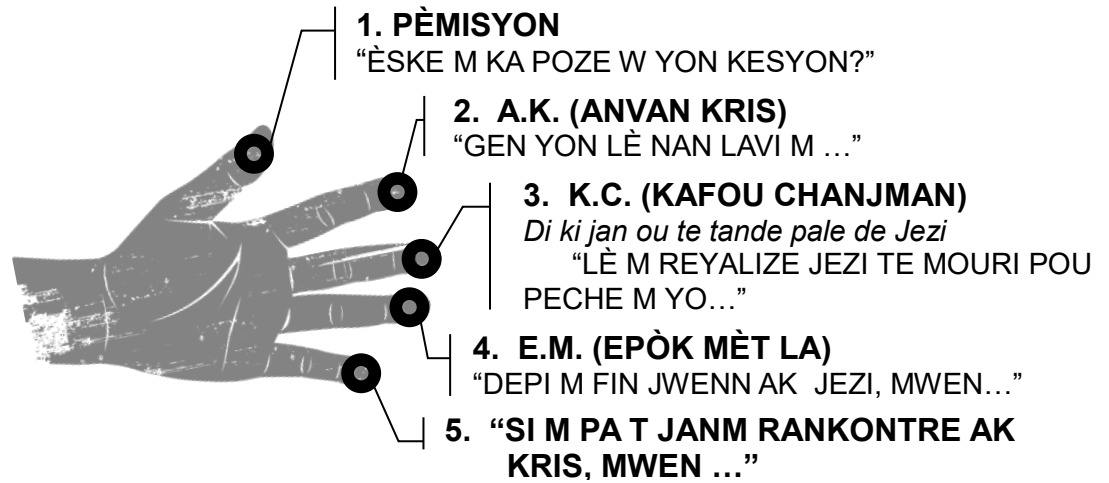 1. PÈMISYON
“ÈSKE M KA POZE W YON KESYON?”
2. A.K. (ANVAN KRIS)
“GEN YON LÈ NAN LAVI M …”
3. K.C. (KAFOU CHANJMAN)
Di ki jan ou te tande pale de Jezi
“LÈ M REYALIZE JEZI TE MOURI POU
PECHE M YO…”
4. E.M. (EPÒK MÈT LA)
“DEPI M FIN JWENN AK JEZI, MWEN…”
5. “SI M PA T JANM RANKONTRE AK
KRIS, MWEN …”